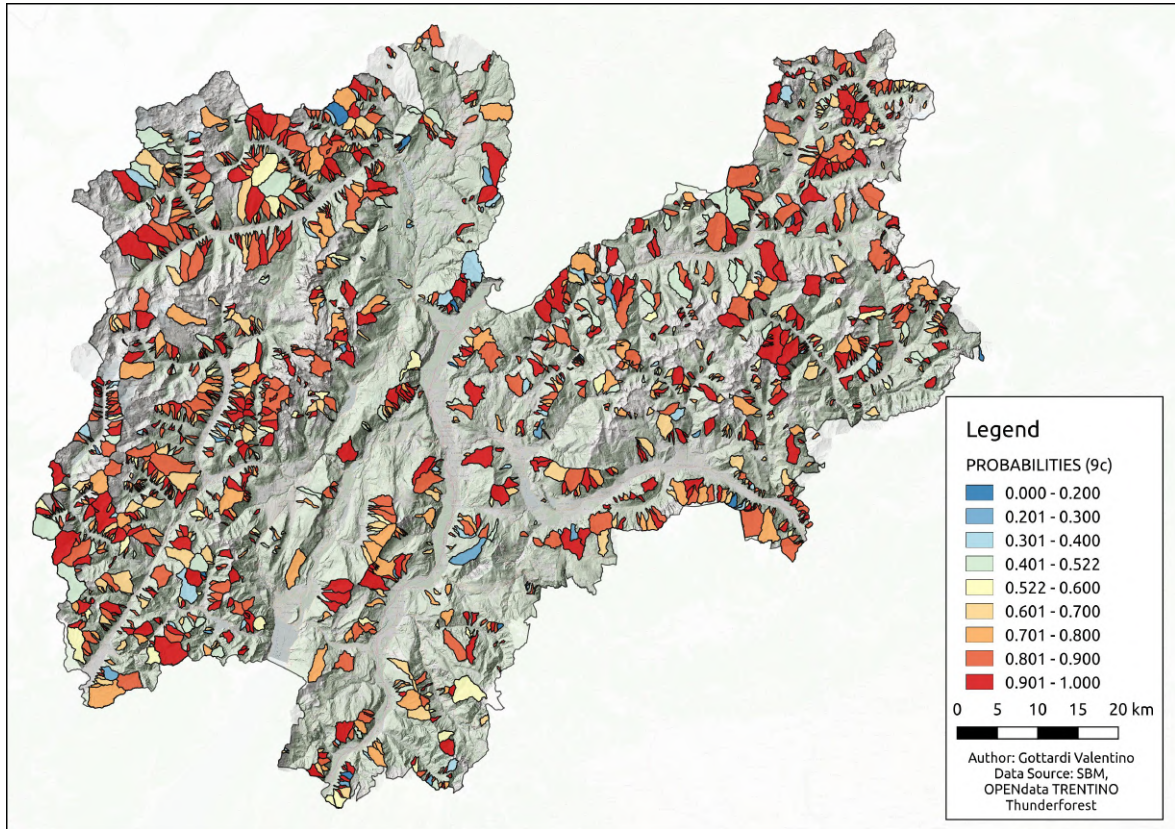 Legend
PROBABILITIES (9c)
0.000 - 0.200
0.201 - 0.300
0.301 - 0.400
0.401 - 0.522
0.522 - 0.600
0.601 - 0.700
0.701 - 0.800
0.801 - 0.900
0.901 - 1.000
0 5 10 15 20 km
Author: Gottardi Valentino
Data Source: SBM,
OPENdata TRENTINO
Thunderforest